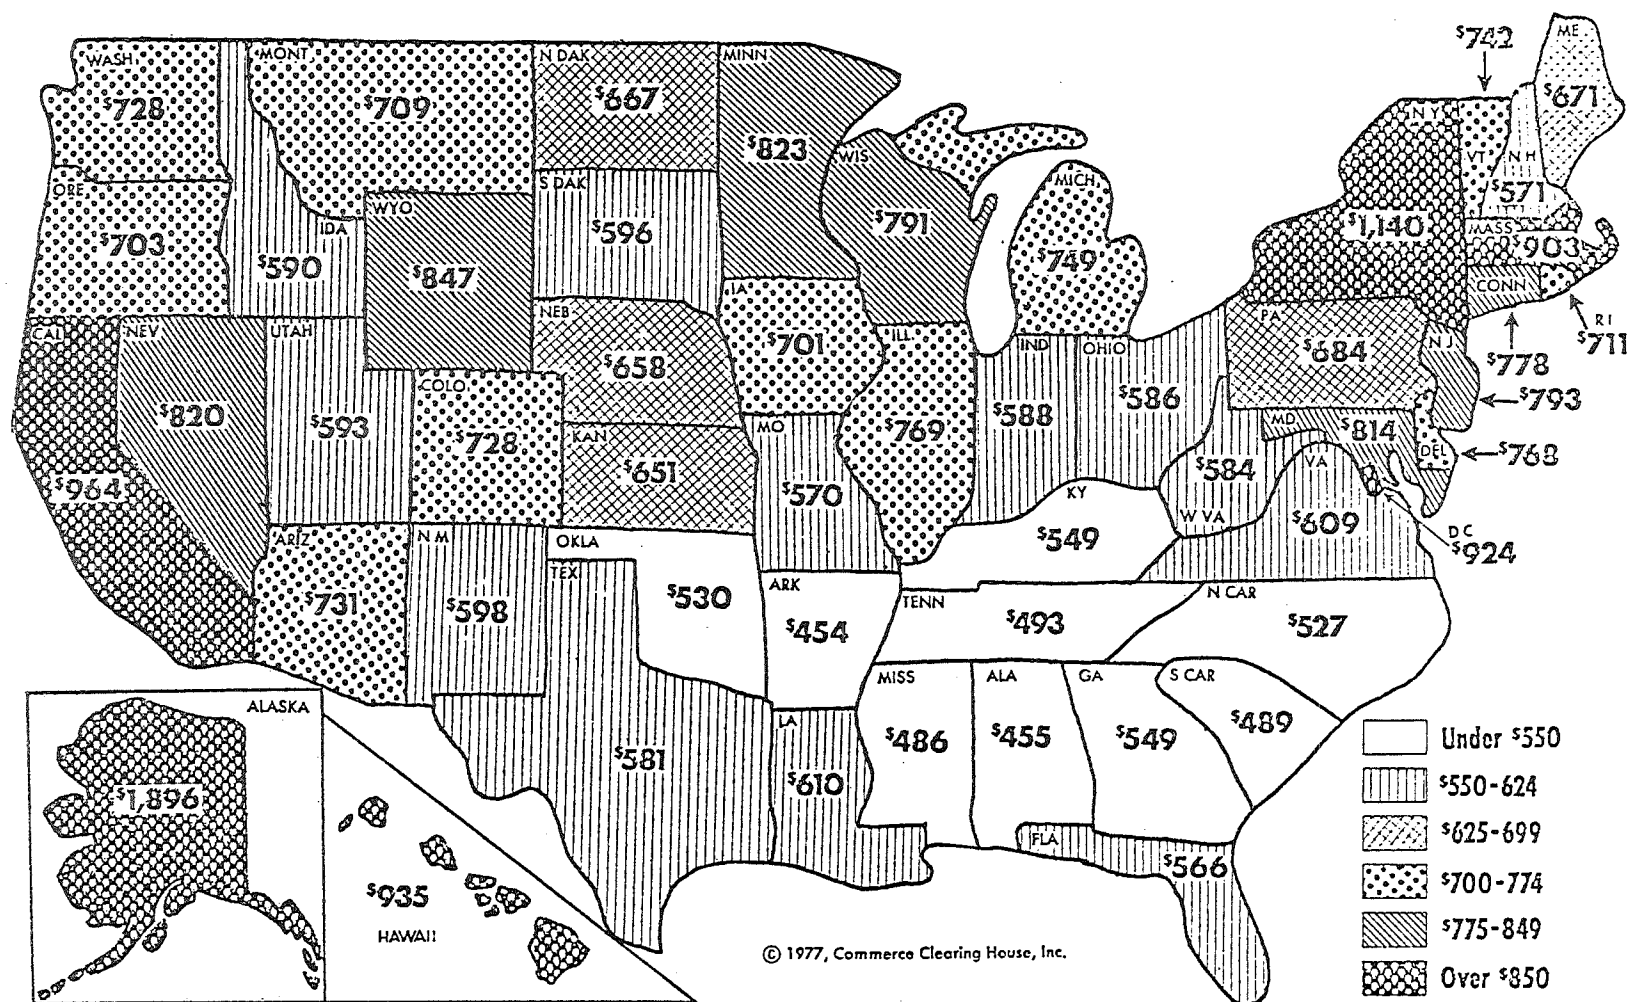 WASH
$728
MONT
$709
N DAK
$667
MINN
$823
WIS
$791
MICH
$749
$742
VT
ME
$671
N H
$571
N Y
$1,140
MASS
$903
CONN
$778
R I
$711
ORE
$703
IDA
$590
WYO
$847
S DAK
$596
IA
$701
NEB
$658
CAL
$964
NEV
$820
UTAH
$593
COLO
$728
KAN
$651
MO
$570
ILL
$769
IND
$588
OHIO
$586
PA
$684
N J
$793
MD
$814
DEL
$768
D C
$924
W VA
$584
VA
$609
KY
$549
ARIZ
$731
N M
$598
OKLA
$530
TEX
$581
ARK
$454
TENN
$493
N CAR
$527
MISS
$486
ALA
$455
GA
$549
S CAR
$489
LA
$610
FLA
$566
ALASKA
$1,896
$935
HAWAII
Under $550
$550-624
$625-699
$700-774
$775-849
Over $850
© 1977, Commerce Clearing House, Inc.